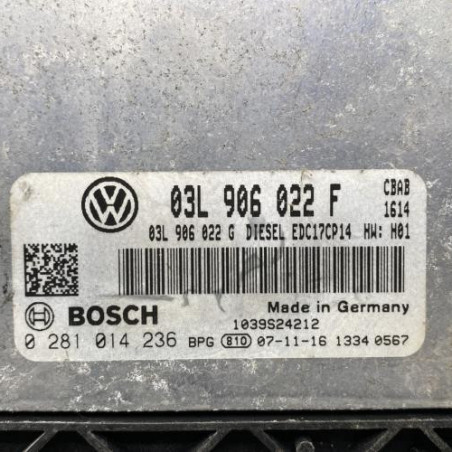 03L 906 022 F CBAB
1614
03L 906 022 G DIESEL EDC17CP14 HW: H01
BOSCH Made in Germany
1039S24212
0 281 014 236 BPG 810 07-11-16 1334 0567